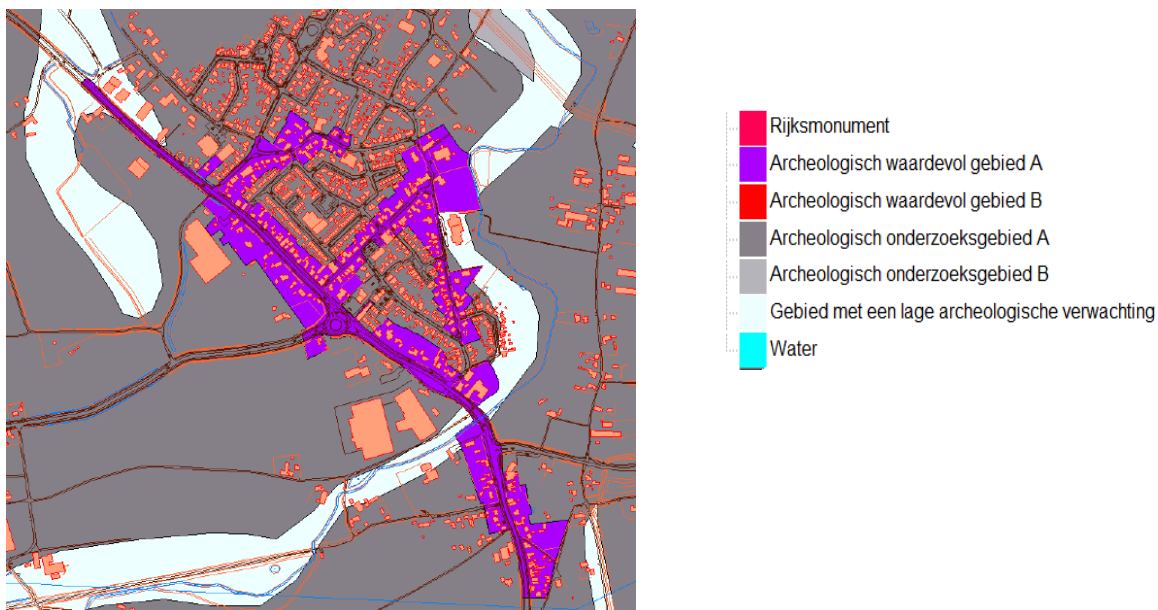 Rijksmonument
Archeologisch waardevol gebied A
Archeologisch waardevol gebied B
Archeologisch onderzoeksgebied A
Archeologisch onderzoeksgebied B
Gebied met een lage archeologische verwachting
Water